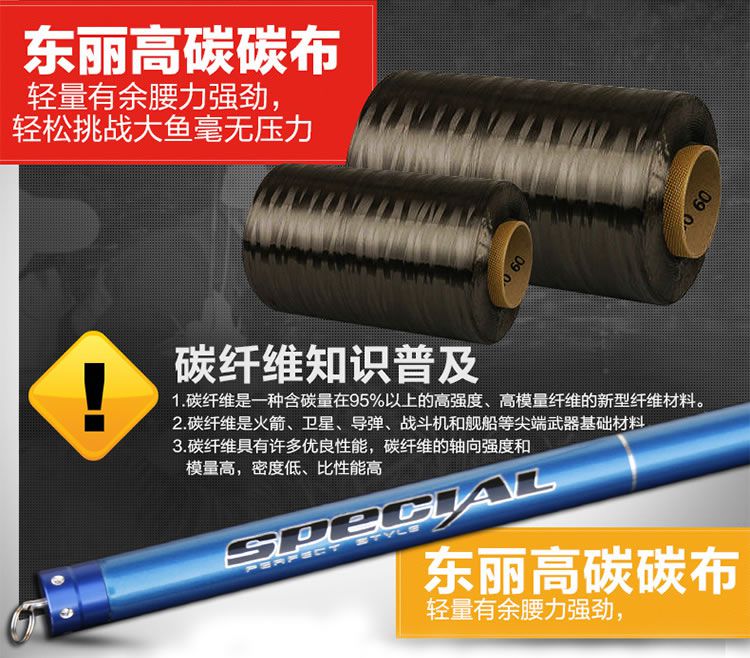 东丽高碳碳布
轻量有余腰力强劲，
轻松挑战大鱼毫无压力
60
0 60
碳纤维知识普及
1.碳纤维是一种含碳量在95%以上的高强度、高模量纤维的新型纤维材料。
2.碳纤维是火箭、卫星、导弹、战斗机和舰船等尖端武器基础材料
3.碳纤维具有许多优良性能，碳纤维的轴向强度和
模量高，密度低、比性能高
SPECIAL
PERFECT STYLE
东丽高碳碳布
轻量有余腰力强劲，